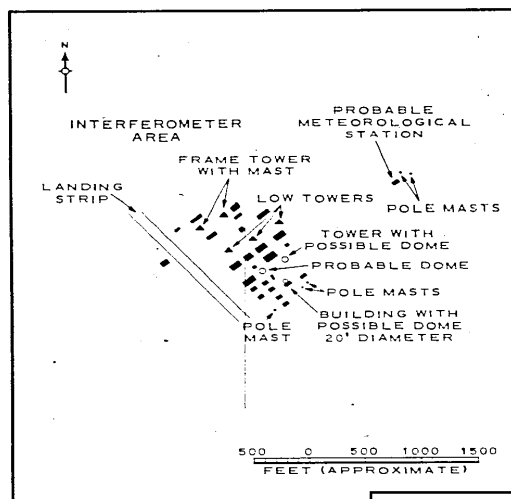 N
INTERFEROMETER
AREA
PROBABLE
METEOROLOGICAL
STATION
FRAME TOWER
WITH MAST
LANDING
STRIP
LOW TOWERS
POLE MASTS
TOWER WITH
POSSIBLE DOME
PROBABLE DOME
POLE MASTS
POLE
MAST
BUILDING WITH
POSSIBLE DOME
20' DIAMETER
500 0 500 1000 1500
FEET (APPROXIMATE)